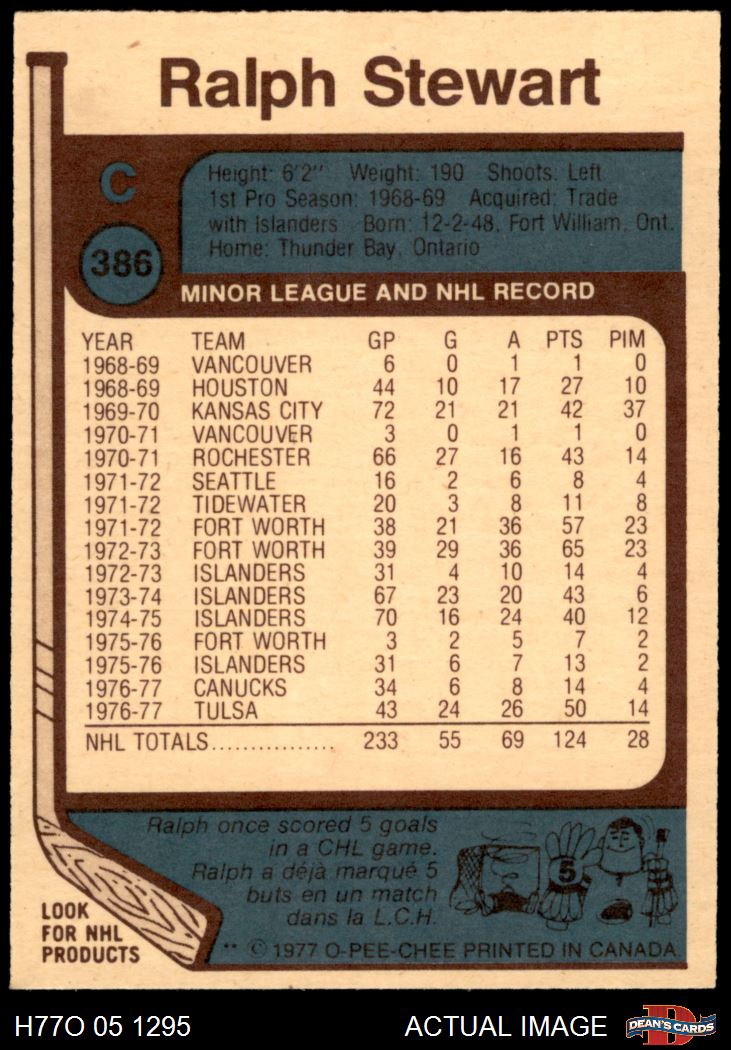 Ralph Stewart
C
386
Height: 6'2" Weight: 190 Shoots: Left
1st Pro Season: 1968-69 Acquired: Trade
with Islanders Born: 12-2-48, Fort William, Ont.
Home: Thunder Bay, Ontario
MINOR LEAGUE AND NHL RECORD
YEAR TEAM GP G A PTS PIM
1968-69 VANCOUVER 6 0 1 1 0
1968-69 HOUSTON 44 10 17 27 10
1969-70 KANSAS CITY 72 21 21 42 37
1970-71 VANCOUVER 3 0 1 1 0
1970-71 ROCHESTER 66 27 16 43 14
1971-72 SEATTLE 16 2 6 8 4
1971-72 TIDEWATER 20 3 8 11 8
1971-72 FORT WORTH 38 21 36 57 23
1972-73 FORT WORTH 39 29 36 65 23
1972-73 ISLANDERS 31 4 10 14 4
1973-74 ISLANDERS 67 23 20 43 6
1974-75 ISLANDERS 70 16 24 40 12
1975-76 FORT WORTH 3 2 5 7 2
1975-76 ISLANDERS 31 6 7 13 2
1976-77 CANUCKS 34 6 8 14 4
1976-77 TULSA 43 24 26 50 14
NHL TOTALS................ 233 55 69 124 28
Ralph once scored 5 goals
in a CHL game.
Ralph a déjà marqué 5
buts en un match
dans la L.C.H.
5
LOOK
FOR NHL
PRODUCTS
** © 1977 O-PEE-CHEE PRINTED IN CANADA
H77O 05 1295 ACTUAL IMAGE
D
DEAN'S CARDS